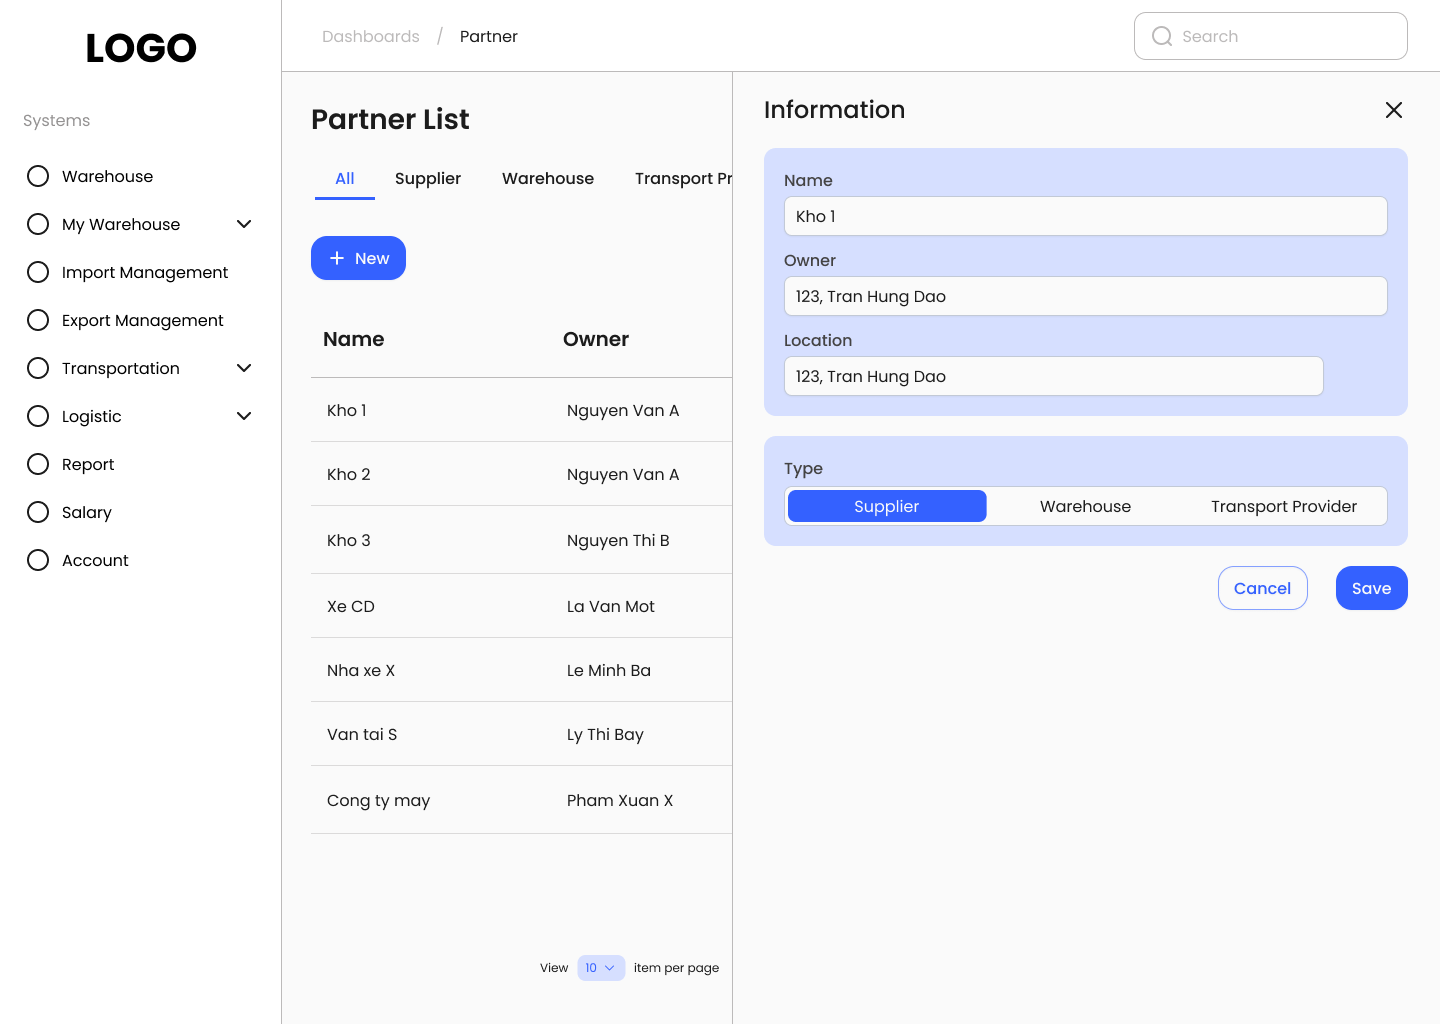 LOGO
Systems
Warehouse
My Warehouse
Import Management
Export Management
Transportation
Logistic
Report
Salary
Account
Dashboards / Partner
Search
Partner List
All Supplier Warehouse Transport Pr
+ New
Name Owner
Kho 1 Nguyen Van A
Kho 2 Nguyen Van A
Kho 3 Nguyen Thi B
Xe CD La Van Mot
Nha xe X Le Minh Ba
Van tai S Ly Thi Bay
Cong ty may Pham Xuan X
View 10 item per page
Information
Name
Kho 1
Owner
123, Tran Hung Dao
Location
123, Tran Hung Dao
Type
Supplier Warehouse Transport Provider
Cancel Save